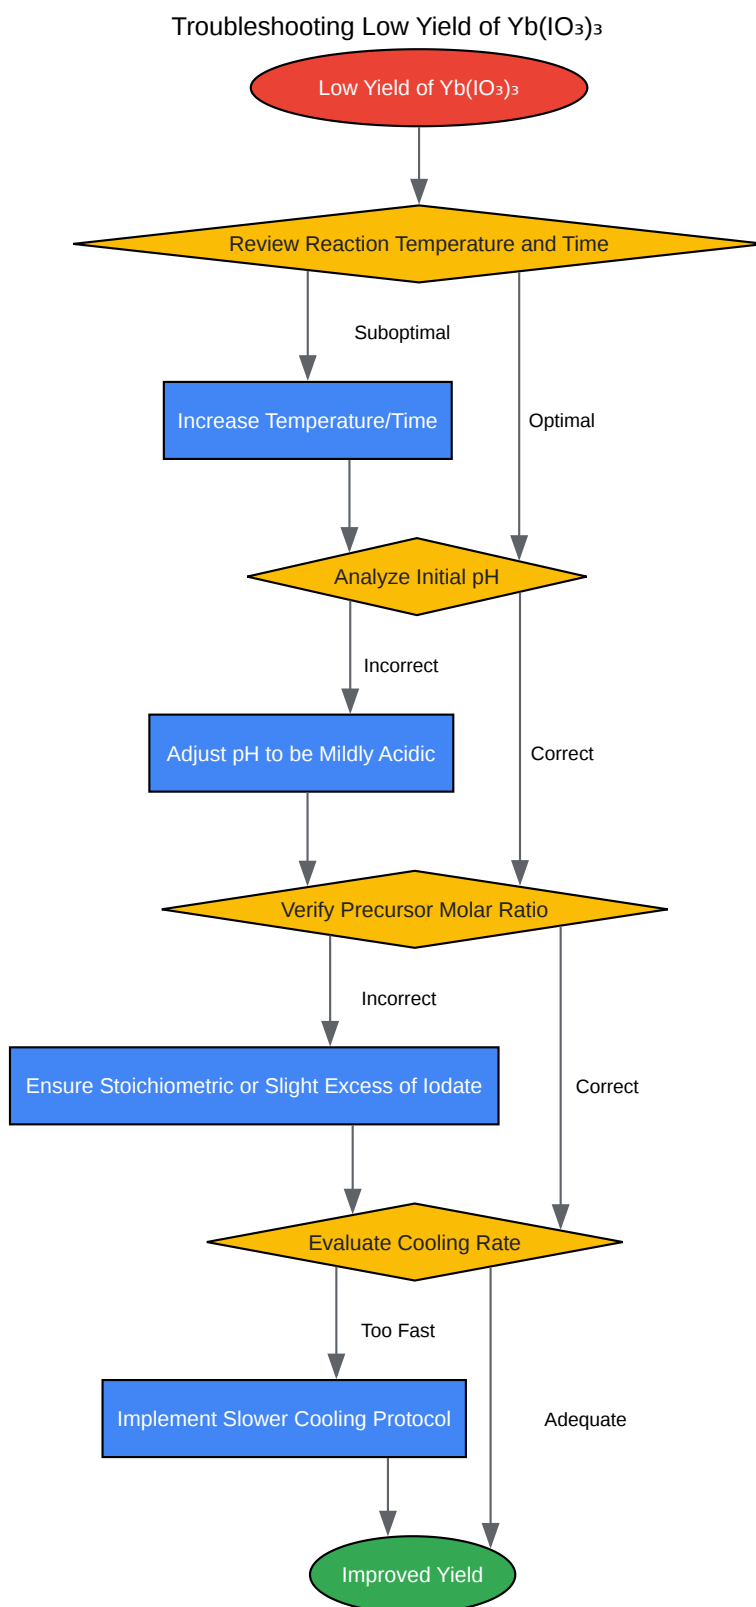 Troubleshooting Low Yield of Yb(IO₃)₃
Low Yield of Yb(IO₃)₃
Review Reaction Temperature and Time
Suboptimal
Increase Temperature/Time
Optimal
Analyze Initial pH
Incorrect
Adjust pH to be Mildly Acidic
Correct
Verify Precursor Molar Ratio
Incorrect
Ensure Stoichiometric or Slight Excess of Iodate
Correct
Evaluate Cooling Rate
Too Fast
Implement Slower Cooling Protocol
Adequate
Improved Yield